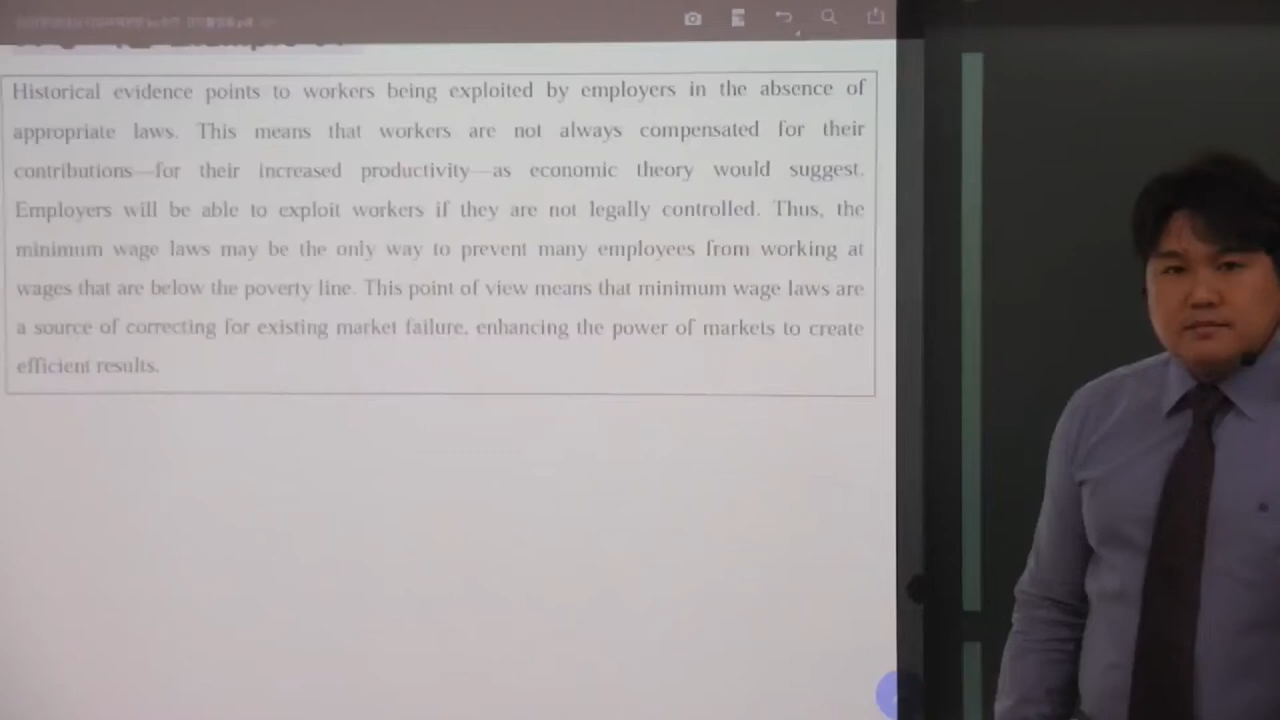 Historical evidence points to workers being exploited by employers in the absence of
appropriate laws. This means that workers are not always compensated for their
contributions—for their increased productivity—as economic theory would suggest.
Employers will be able to exploit workers if they are not legally controlled. Thus, the
minimum wage laws may be the only way to prevent many employees from working at
wages that are below the poverty line. This point of view means that minimum wage laws are
a source of correcting for existing market failure, enhancing the power of markets to create
efficient results.